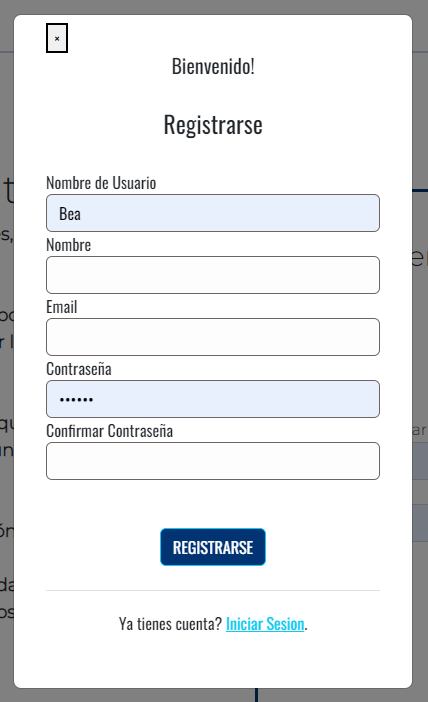 ×
Bienvenido!
Registrarse
Nombre de Usuario
Bea
Nombre
Email
Contraseña
••••••
Confirmar Contraseña
REGISTRARSE
Ya tienes cuenta? Iniciar Sesion.